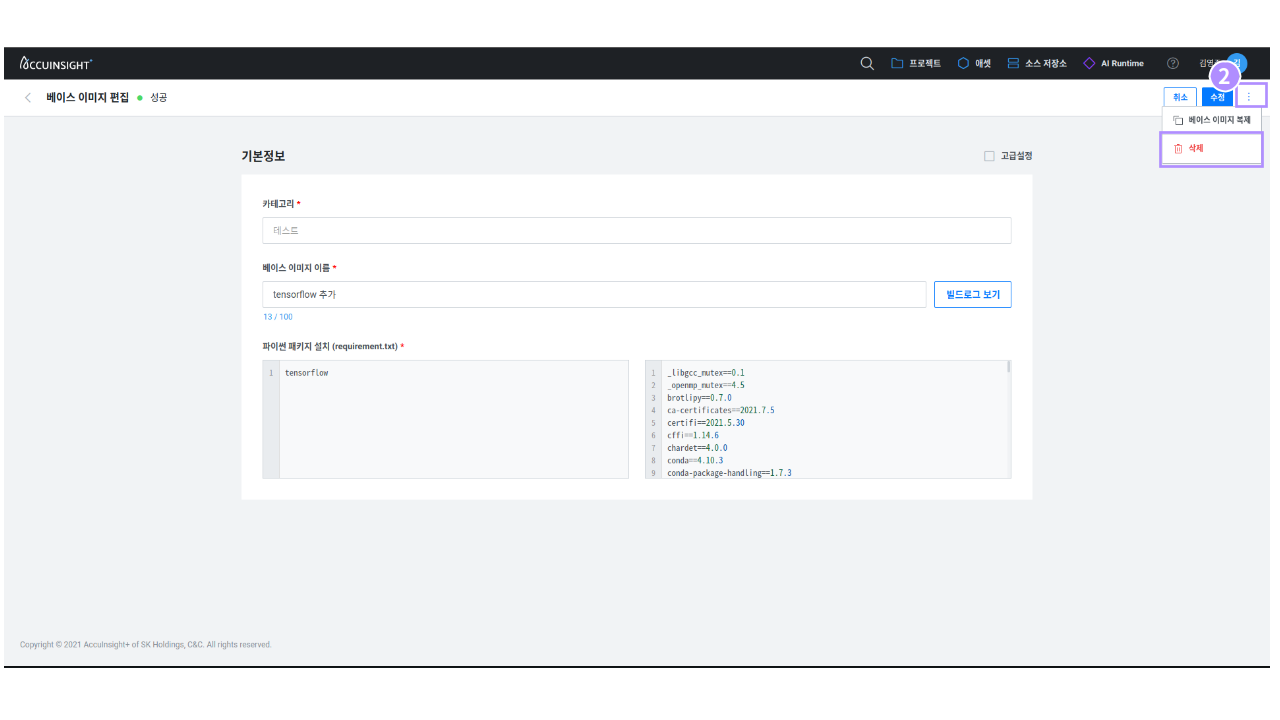 ACCUINSIGHT+
프로젝트
애셋
소스 저장소
AI Runtime
2
베이스 이미지 편집
성공
취소
수정
베이스 이미지 복제
삭제
기본정보
고급설정
카테고리 *
테스트
베이스 이미지 이름 *
tensorflow 추가
빌드로그 보기
13 / 100
파이썬 패키지 설치 (requirement.txt) *
1 tensorflow
1 _libgcc_mutex==0.1
2 _openmp_mutex==4.5
3 brotlipy==0.7.0
4 ca-certificates==2021.7.5
5 certifi==2021.5.30
6 cffi==1.14.6
7 chardet==4.0.0
8 conda==4.10.3
9 conda-package-handling==1.7.3
Copyright © 2021 AccuInsight+ of SK Holdings, C&C. All rights reserved.